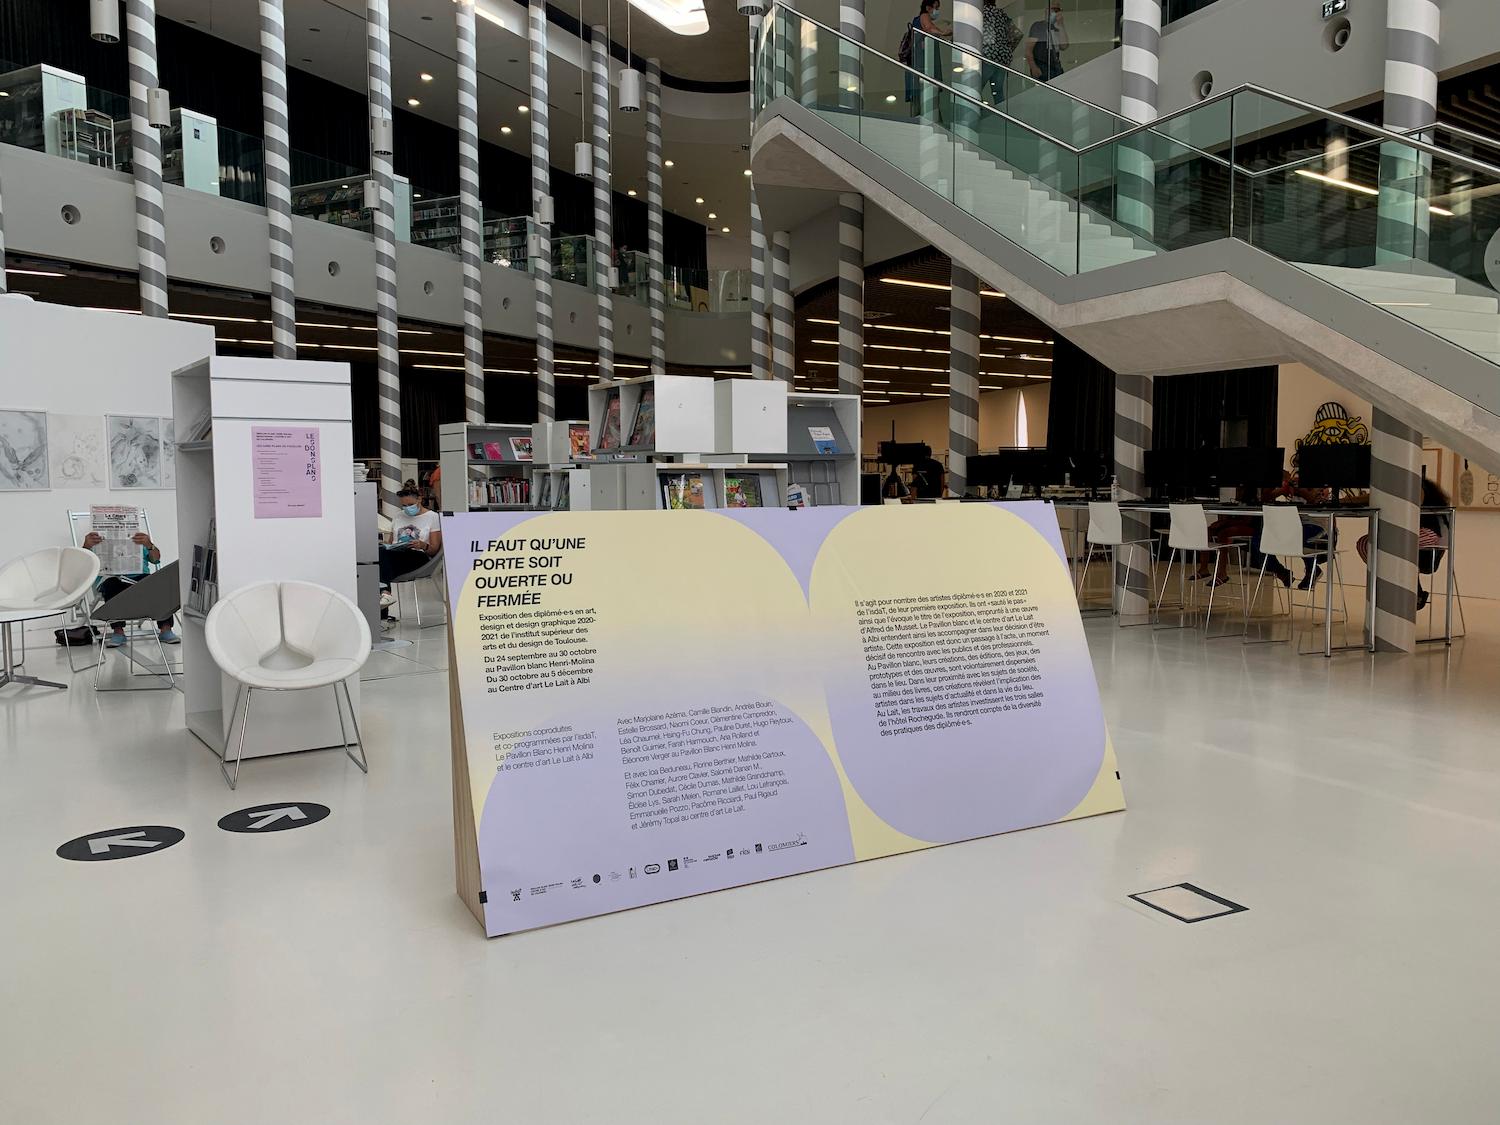 IL FAUT QU'UNE
PORTE SOIT
OUVERTE OU
FERMÉE
Exposition des diplômé·e·s en art,
design et design graphique 2020-
2021 de l'institut supérieur des
arts et du design de Toulouse.
Du 24 septembre au 30 octobre
au Pavillon blanc Henri-Molina
Du 30 octobre au 5 décembre
au Centre d'art Le Lait à Albi
Expositions coproduites
et co-programmées par l'isdaT,
Le Pavillon Blanc Henri Molina
et le centre d'art Le Lait à Albi
Avec Marjolaine Azéma, Camille Blandin, Andréa Bouin,
Estelle Brossard, Naomi Coeur, Clémentine Campredon,
Léa Chaumel, Hsing-Fu Chung, Pauline Duret, Hugo Feytoux,
Benoît Guimier, Farah Harmouch, Aria Rolland et
Éléonore Verger au Pavillon Blanc Henri Molina.
Et avec Ioa Beduneau, Florine Berthier, Mathilde Cartoux,
Félix Charrier, Aurore Clavier, Salomé Danan M.,
Simon Dubedat, Cécile Dumas, Mathilde Grandchamp,
Éloïse Lys, Sarah Melen, Romane Laillet, Lou Lefrançois,
Emmanuelle Pozzo, Pacôme Ricciardi, Paul Rigaud
et Jérémy Topal au centre d'art Le Lait.
COLOMIERS
Il s'agit pour nombre des artistes diplômé·e·s en 2020 et 2021
de l'isdaT, de leur première exposition. Ils ont «sauté le pas»
ainsi que l'évoque le titre de l'exposition, emprunté à une œuvre
d'Alfred de Musset. Le Pavillon blanc et le centre d'art Le Lait
à Albi entendent ainsi les accompagner dans leur décision d'être
artiste. Cette exposition est donc un passage à l'acte, un moment
décisif de rencontre avec les publics et des professionnels.
Au Pavillon blanc, leurs créations, des éditions, des jeux, des
prototypes et des œuvres, sont volontairement dispersées
dans le lieu. Dans leur proximité avec les sujets de société,
au milieu des livres, ces créations révèlent l'implication des
artistes dans les sujets d'actualité et dans la vie du lieu.
Au Lait, les travaux des artistes investissent les trois salles
de l'hôtel Rochegude. Ils rendront compte de la diversité
des pratiques des diplômé·e·s.